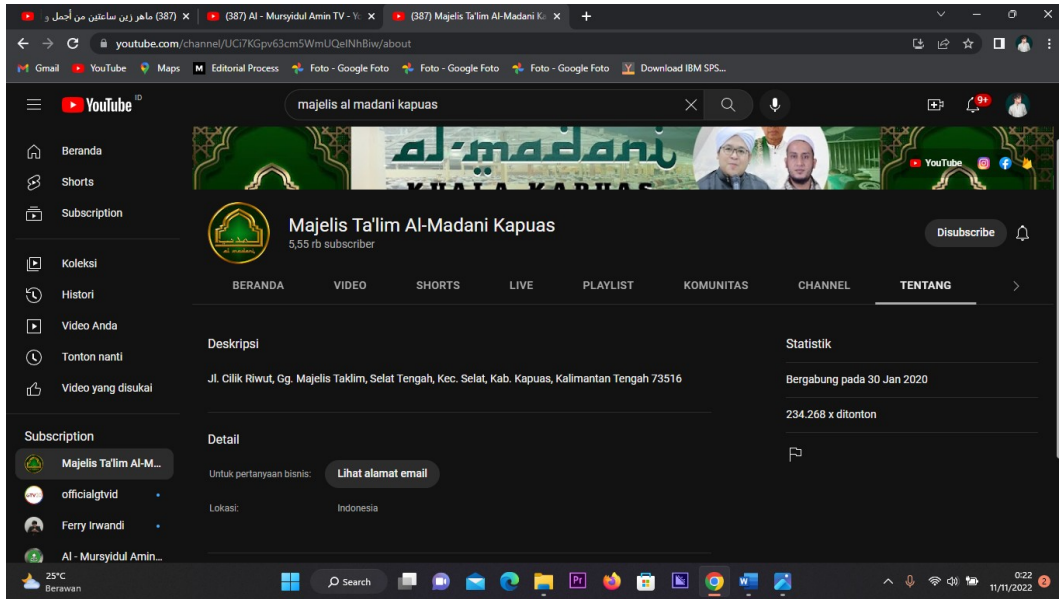 (387) ماهر زين ساعتين من أجمل و
(387) Al - Mursyidul Amin TV - Yo
(387) Majelis Ta'lim Al-Madani Ka
youtube.com/channel/UCi7KGpv63cm5WmUQeINhBiw/about
Gmail YouTube Maps Editorial Process Foto - Google Foto Foto - Google Foto Foto - Google Foto Download IBM SPS...
YouTube ID
majelis al madani kapuas
9+
al-madani
YouTube
Beranda
Shorts
Subscription
Koleksi
Histori
Video Anda
Tonton nanti
Video yang disukai
Subscription
Majelis Ta'lim Al-M...
officialgtvid
Ferry Irwandi
Al - Mursyidul Amin...
al madani
Majelis Ta'lim Al-Madani Kapuas
5,55 rb subscriber
Disubscribe
BERANDA VIDEO SHORTS LIVE PLAYLIST KOMUNITAS CHANNEL TENTANG
Deskripsi
Jl. Cilik Riwut, Gg. Majelis Taklim, Selat Tengah, Kec. Selat, Kab. Kapuas, Kalimantan Tengah 73516
Detail
Untuk pertanyaan bisnis: Lihat alamat email
Lokasi: Indonesia
Statistik
Bergabung pada 30 Jan 2020
234.268 x ditonton
25°C
Berawan
Search
Pr
0:22
11/11/2022
2